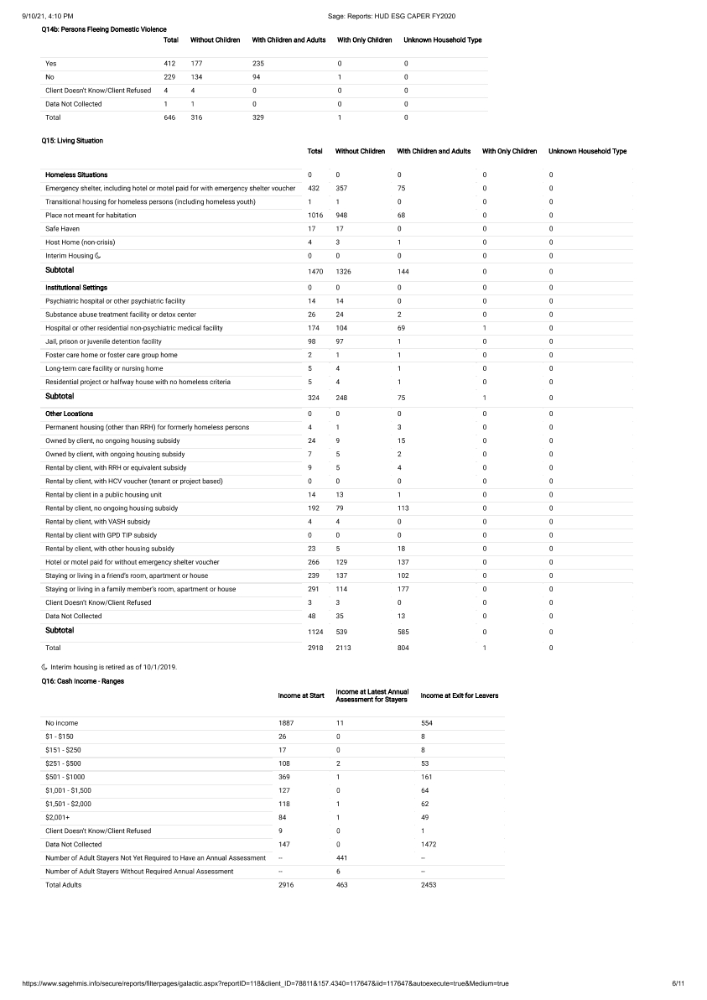 9/10/21, 4:10 PM Sage: Reports: HUD ESG CAPER FY2020
Q14b: Persons Fleeing Domestic Violence
Total Without Children With Children and Adults With Only Children Unknown Household Type
Yes 412 177 235 0 0
No 229 134 94 1 0
Client Doesn't Know/Client Refused 4 4 0 0 0
Data Not Collected 1 1 0 0 0
Total 646 316 329 1 0
Q15: Living Situation
Total Without Children With Children and Adults With Only Children Unknown Household Type
Homeless Situations 0 0 0 0 0
Emergency shelter, including hotel or motel paid for with emergency shelter voucher 432 357 75 0 0
Transitional housing for homeless persons (including homeless youth) 1 1 0 0 0
Place not meant for habitation 1016 948 68 0 0
Safe Haven 17 17 0 0 0
Host Home (non-crisis) 4 3 1 0 0
Interim Housing 0 0 0 0 0
Subtotal 1470 1326 144 0 0
Institutional Settings 0 0 0 0 0
Psychiatric hospital or other psychiatric facility 14 14 0 0 0
Substance abuse treatment facility or detox center 26 24 2 0 0
Hospital or other residential non-psychiatric medical facility 174 104 69 1 0
Jail, prison or juvenile detention facility 98 97 1 0 0
Foster care home or foster care group home 2 1 1 0 0
Long-term care facility or nursing home 5 4 1 0 0
Residential project or halfway house with no homeless criteria 5 4 1 0 0
Subtotal 324 248 75 1 0
Other Locations 0 0 0 0 0
Permanent housing (other than RRH) for formerly homeless persons 4 1 3 0 0
Owned by client, no ongoing housing subsidy 24 9 15 0 0
Owned by client, with ongoing housing subsidy 7 5 2 0 0
Rental by client, with RRH or equivalent subsidy 9 5 4 0 0
Rental by client, with HCV voucher (tenant or project based) 0 0 0 0 0
Rental by client in a public housing unit 14 13 1 0 0
Rental by client, no ongoing housing subsidy 192 79 113 0 0
Rental by client, with VASH subsidy 4 4 0 0 0
Rental by client with GPD TIP subsidy 0 0 0 0 0
Rental by client, with other housing subsidy 23 5 18 0 0
Hotel or motel paid for without emergency shelter voucher 266 129 137 0 0
Staying or living in a friend's room, apartment or house 239 137 102 0 0
Staying or living in a family member's room, apartment or house 291 114 177 0 0
Client Doesn't Know/Client Refused 3 3 0 0 0
Data Not Collected 48 35 13 0 0
Subtotal 1124 539 585 0 0
Total 2918 2113 804 1 0
Interim housing is retired as of 10/1/2019.
Q16: Cash Income - Ranges
Income at Start Income at Latest Annual Assessment for Stayers Income at Exit for Leavers
No income 1887 11 554
$1 - $150 26 0 8
$151 - $250 17 0 8
$251 - $500 108 2 53
$501 - $1000 369 1 161
$1,001 - $1,500 127 0 64
$1,501 - $2,000 118 1 62
$2,001+ 84 1 49
Client Doesn't Know/Client Refused 9 0 1
Data Not Collected 147 0 1472
Number of Adult Stayers Not Yet Required to Have an Annual Assessment -- 441 --
Number of Adult Stayers Without Required Annual Assessment -- 6 --
Total Adults 2916 463 2453
https://www.sagehmis.info/secure/reports/filterpages/galactic.aspx?reportID=118&client_ID=78811&157.4340=117647&iid=117647&autoexecute=true&Medium=true 6/11